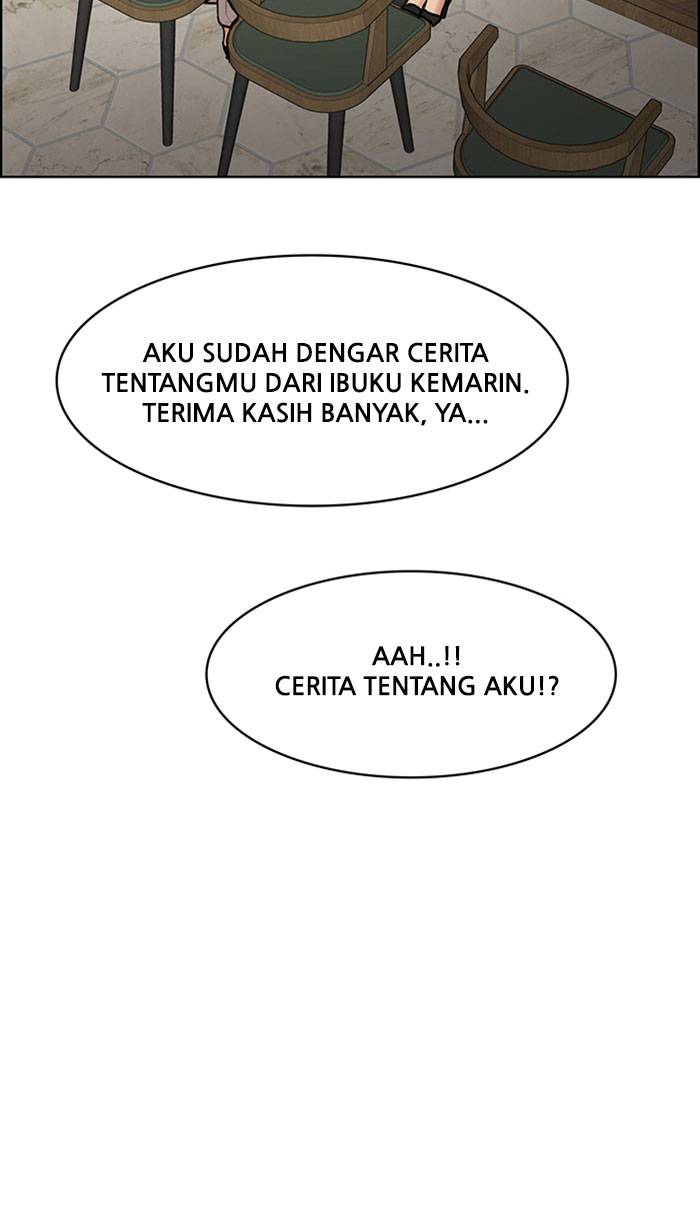 AKU SUDAH DENGAR CERITA
TENTANGMU DARI IBUKU KEMARIN.
TERIMA KASIH BANYAK, YA...
AAH..!!
CERITA TENTANG AKU!?